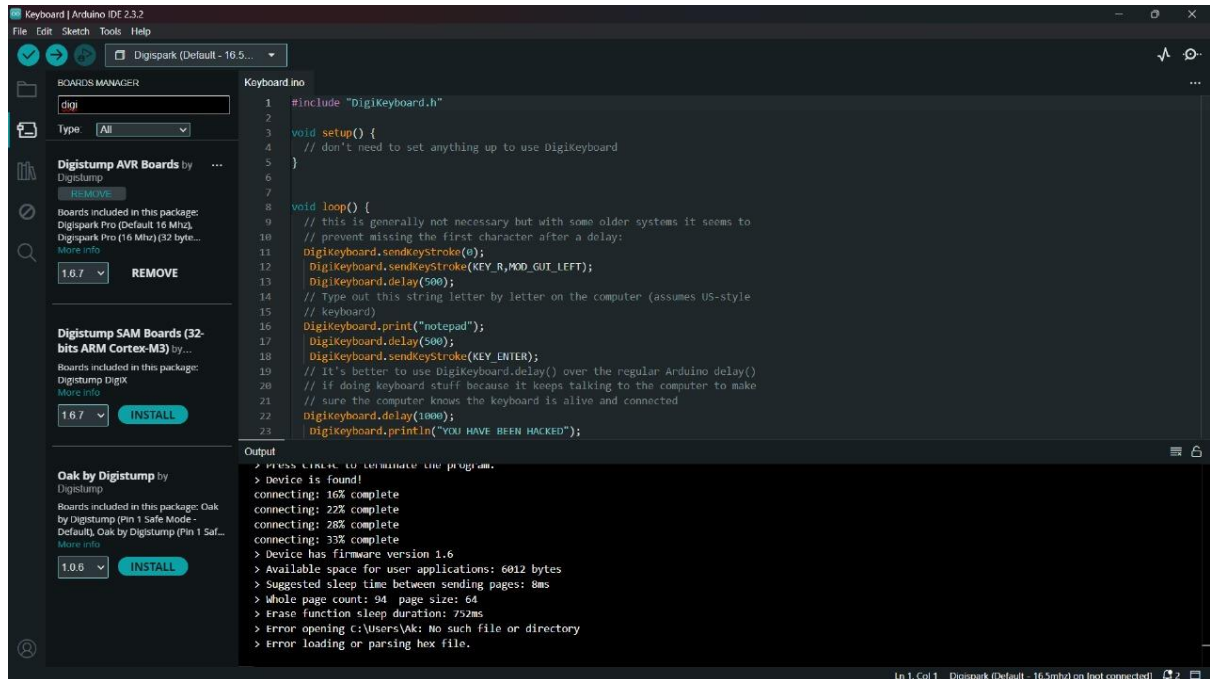 Keyboard | Arduino IDE 2.3.2
File Edit Sketch Tools Help
Digispark (Default - 16.5...
BOARDS MANAGER
digi
Type: All
Digistump AVR Boards by
Digistump
REMOVE
Boards included in this package:
Digispark Pro (Default 16 Mhz),
Digispark Pro (16 Mhz) (32 byte...
More info
1.6.7 REMOVE
Digistump SAM Boards (32-
bits ARM Cortex-M3) by...
Boards included in this package:
Digistump DigiX
More info
1.6.7 INSTALL
Oak by Digistump by
Digistump
Boards included in this package: Oak
by Digistump (Pin 1 Safe Mode -
Default), Oak by Digistump (Pin 1 Saf...
More info
1.0.6 INSTALL
Keyboard.ino
1 #include "DigiKeyboard.h"
2
3 void setup() {
4 // don't need to set anything up to use DigiKeyboard
5 }
6
7
8 void loop() {
9 // this is generally not necessary but with some older systems it seems to
10 // prevent missing the first character after a delay:
11 DigiKeyboard.sendKeyStroke(0);
12 DigiKeyboard.sendKeyStroke(KEY_R,MOD_GUI_LEFT);
13 DigiKeyboard.delay(500);
14 // Type out this string letter by letter on the computer (assumes US-style
15 // keyboard)
16 DigiKeyboard.print("notepad");
17 DigiKeyboard.delay(500);
18 DigiKeyboard.sendKeyStroke(KEY_ENTER);
19 // It's better to use DigiKeyboard.delay() over the regular Arduino delay()
20 // if doing keyboard stuff because it keeps talking to the computer to make
21 // sure the computer knows the keyboard is alive and connected
22 DigiKeyboard.delay(1000);
23 DigiKeyboard.println("YOU HAVE BEEN HACKED");
Output
> Press CTRL+C to terminate the program.
> Device is found!
connecting: 16% complete
connecting: 22% complete
connecting: 28% complete
connecting: 33% complete
> Device has firmware version 1.6
> Available space for user applications: 6012 bytes
> Suggested sleep time between sending pages: 8ms
> Whole page count: 94 page size: 64
> Erase function sleep duration: 752ms
> Error opening C:\Users\Ak: No such file or directory
> Error loading or parsing hex file.
Ln 1, Col 1 Digispark (Default - 16.5mhz) on [not connected] 2